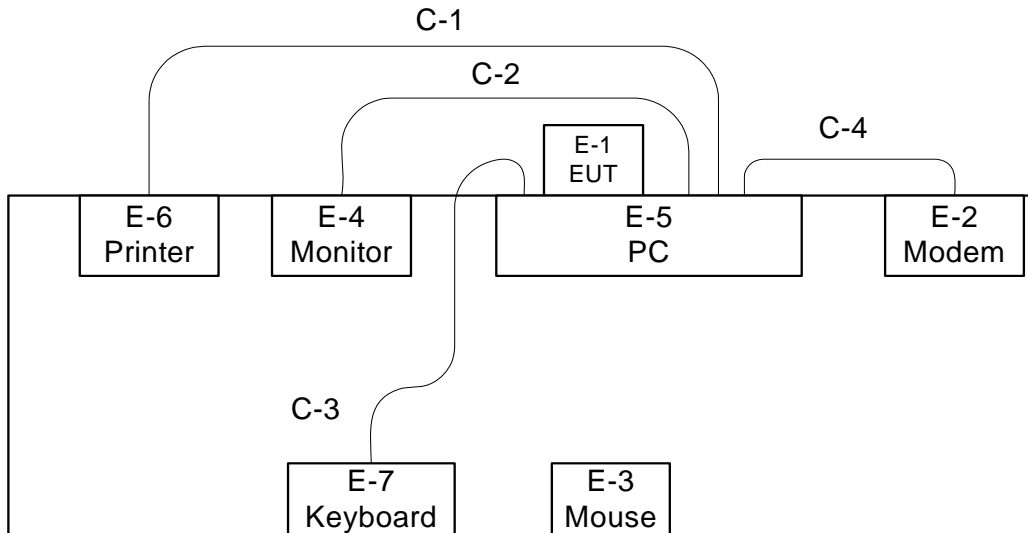 C-1
C-2
C-4
E-1
EUT
E-6
Printer
E-4
Monitor
E-5
PC
E-2
Modem
C-3
E-7
Keyboard
E-3
Mouse